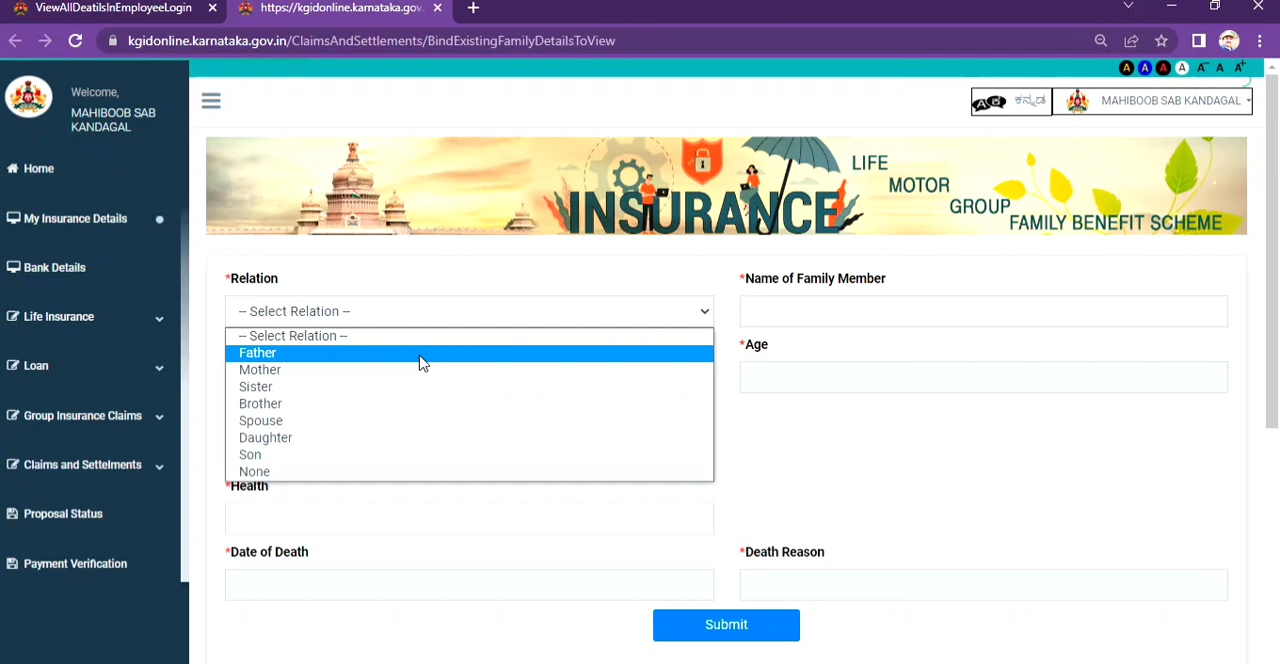 ViewAllDeatilsInEmployeeLogin
https://kgidonline.karnataka.gov.
kgidonline.karnataka.gov.in/ClaimsAndSettlements/BindExistingFamilyDetailsToView
A A A A A⁻ A A⁺
Welcome,
MAHIBOOB SAB
KANDAGAL
ಕನ್ನಡ
MAHIBOOB SAB KANDAGAL
Home
My Insurance Details
Bank Details
Life Insurance
Loan
Group Insurance Claims
Claims and Settelments
Proposal Status
Payment Verification
INSURANCE
LIFE
MOTOR
GROUP
FAMILY BENEFIT SCHEME
*Relation
-- Select Relation --
-- Select Relation --
Father
Mother
Sister
Brother
Spouse
Daughter
Son
None
*Name of Family Member
*Age
*Health
*Date of Death
*Death Reason
Submit